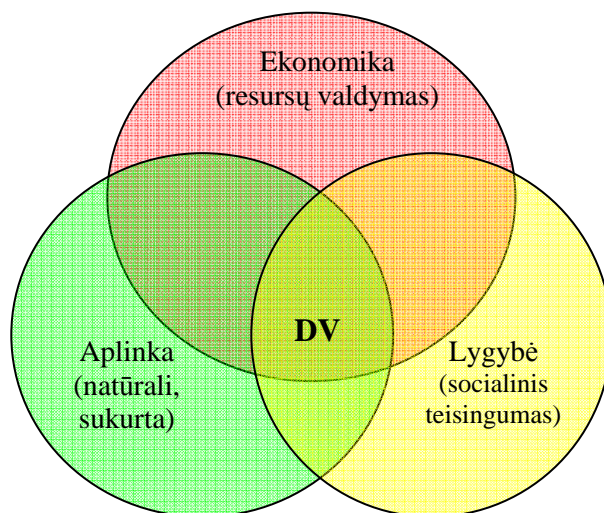 Ekonomika
(resursų valdymas)
DV
Aplinka
(natūrali,
sukurta)
Lygybė
(socialinis
teisingumas)